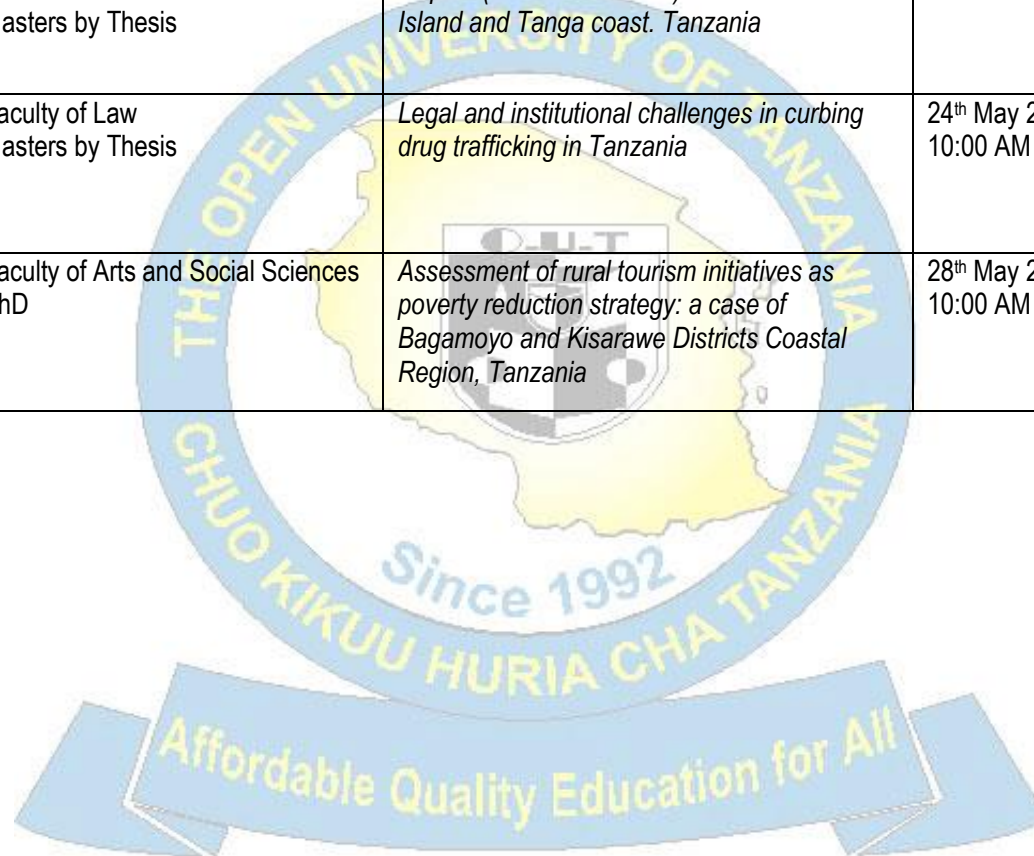 asters by Thesis
Island and Tanga coast. Tanzania
aculty of Law
asters by Thesis
Legal and institutional challenges in curbing
drug trafficking in Tanzania
24th May 2
10:00 AM
aculty of Arts and Social Sciences
hD
Assessment of rural tourism initiatives as
poverty reduction strategy: a case of
Bagamoyo and Kisarawe Districts Coastal
Region, Tanzania
28th May 2
10:00 AM
THE OPEN UNIVERSITY OF TANZANIA
O-U-T
CHUO KIKUU HURIA CHA TANZANIA
Since 1992
Affordable Quality Education for All